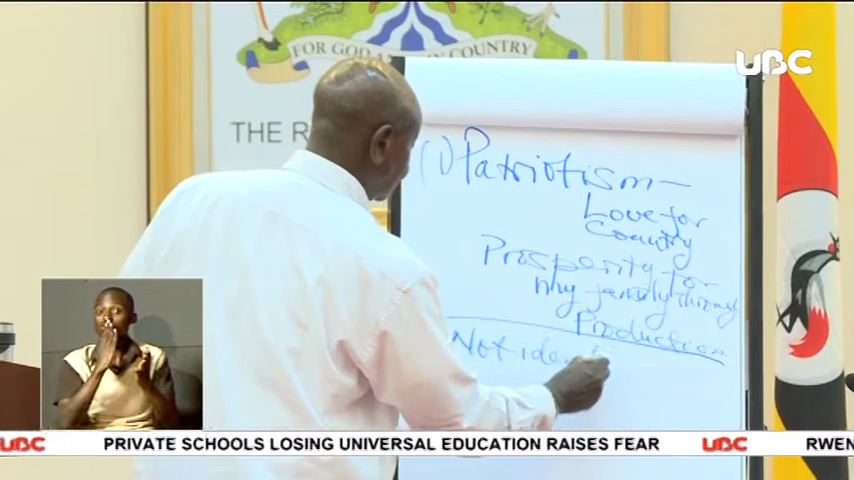 FOR GOD AND MY COUNTRY
UBC
THE R
(1) Patriotism -
Love for
Country
Prosperity for
my family through
Production
Not iden
UBC PRIVATE SCHOOLS LOSING UNIVERSAL EDUCATION RAISES FEAR UBC RWEN